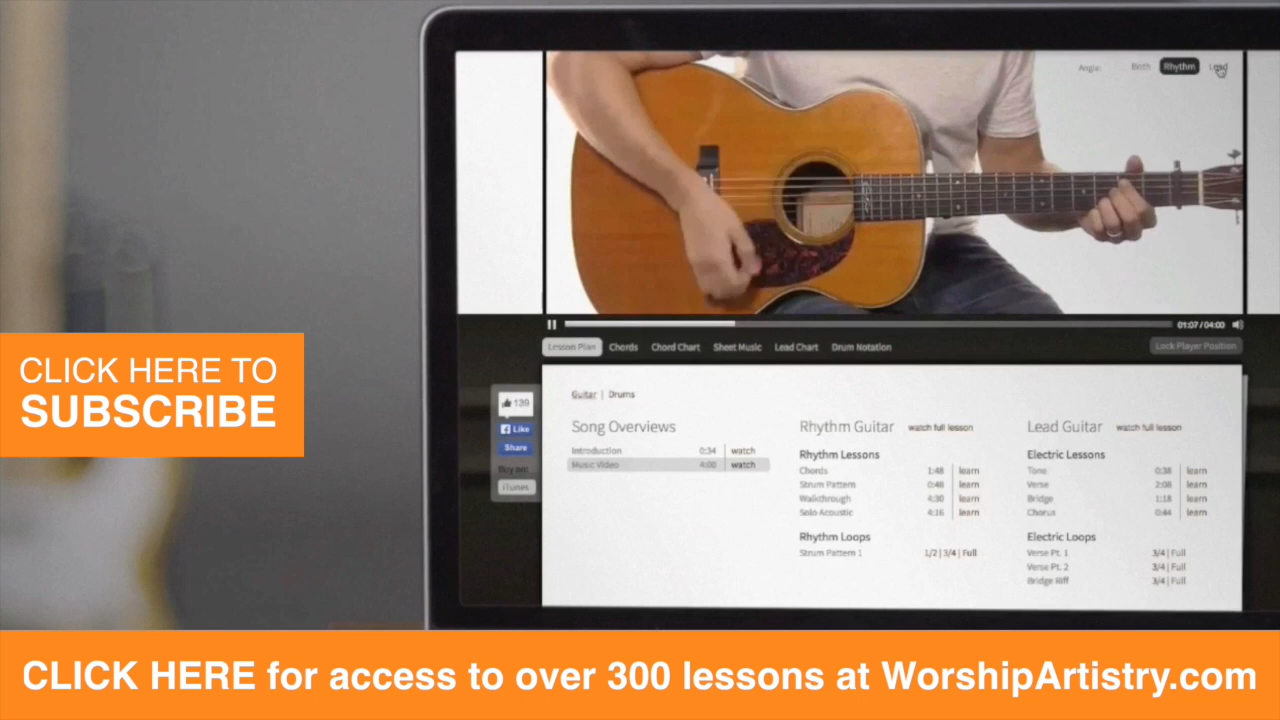 Angle: Both Rhythm Lead
01:07 / 04:00
Lesson Plan Chords Chord Chart Sheet Music Lead Chart Drum Notation Lock Player Position
CLICK HERE TO
SUBSCRIBE
139
Like
Share
Buy on:
iTunes
Guitar | Drums
Song Overviews
Introduction 0:34 watch
Music Video 4:00 watch
Rhythm Guitar watch full lesson
Rhythm Lessons
Chords 1:48 learn
Strum Pattern 0:48 learn
Walkthrough 4:30 learn
Solo Acoustic 4:16 learn
Rhythm Loops
Strum Pattern 1 1/2 | 3/4 | Full
Lead Guitar watch full lesson
Electric Lessons
Tone 0:38 learn
Verse 2:08 learn
Bridge 1:18 learn
Chorus 0:44 learn
Electric Loops
Verse Pt. 1 3/4 | Full
Verse Pt. 2 3/4 | Full
Bridge Riff 3/4 | Full
CLICK HERE for access to over 300 lessons at WorshipArtistry.com